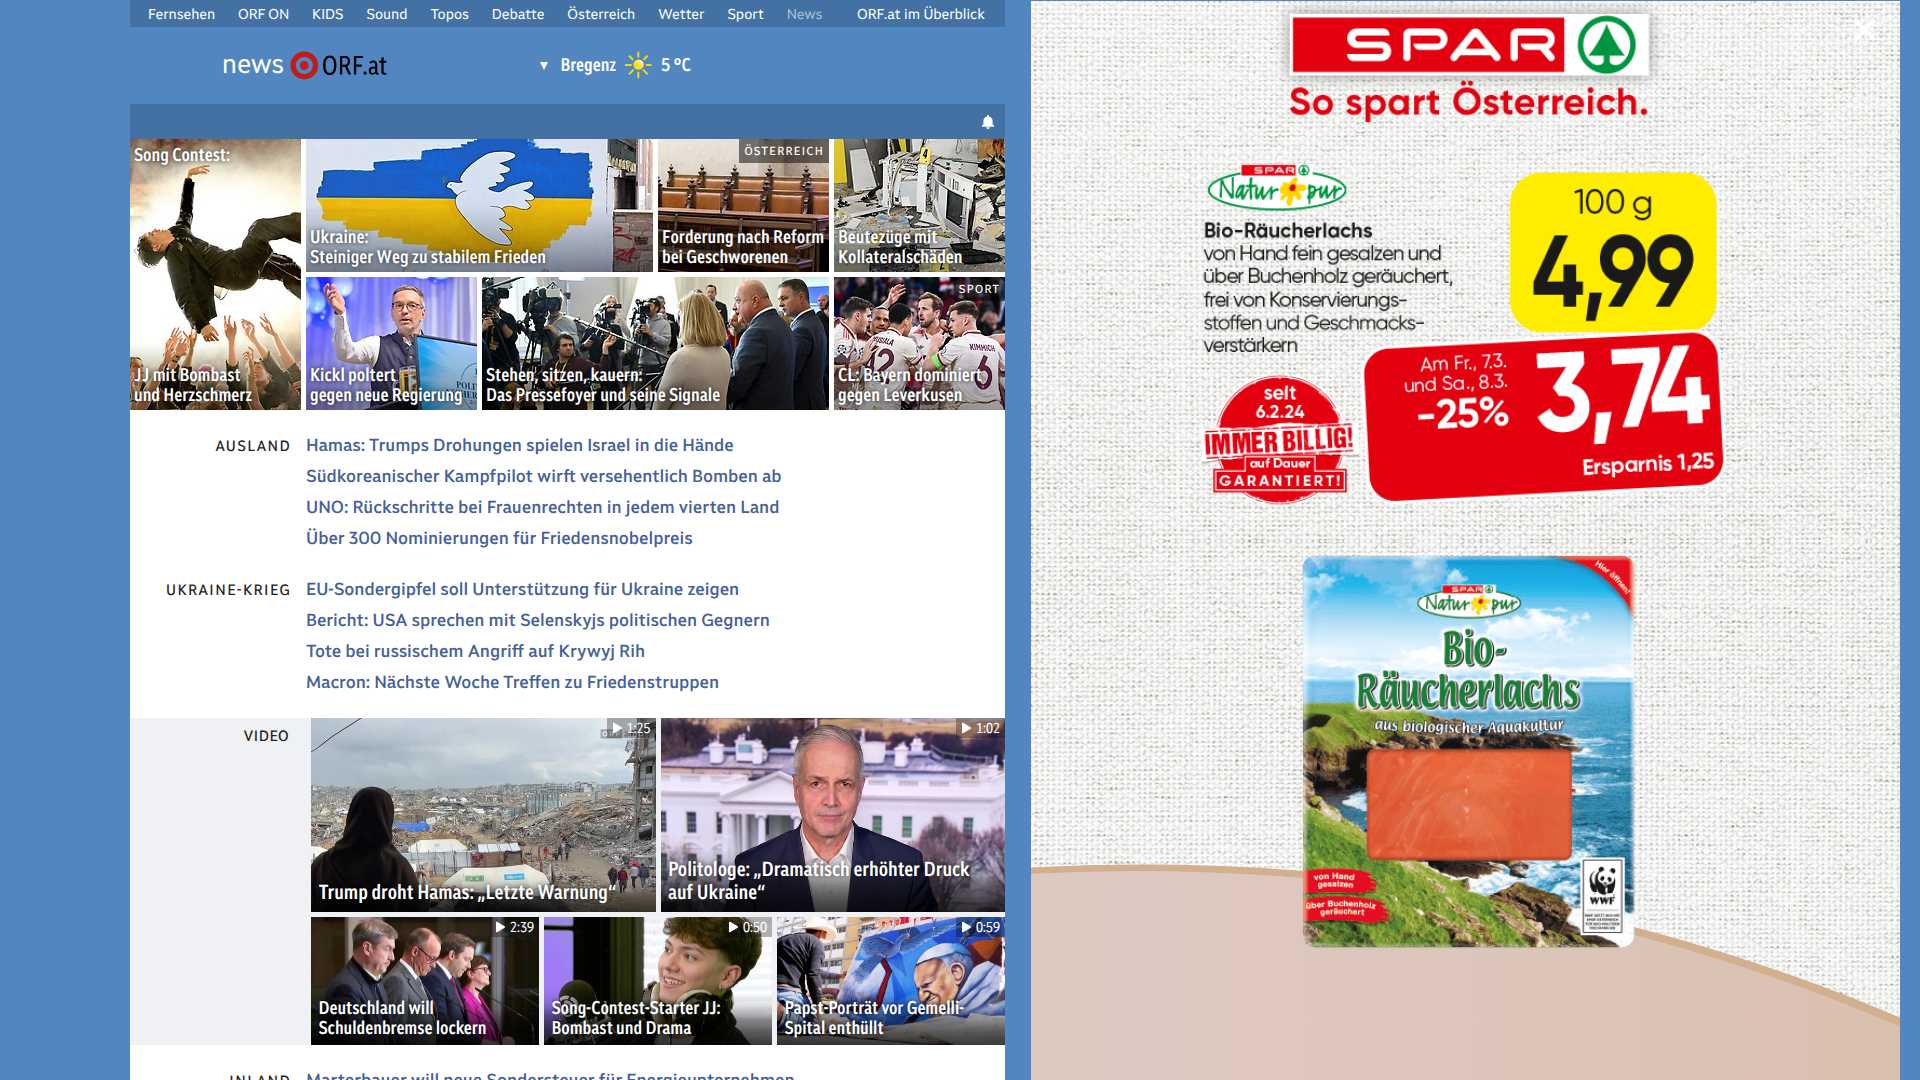 Fernsehen ORF ON KIDS Sound Topos Debatte Österreich Wetter Sport News ORF.at im Überblick
news ORF.at
Bregenz 5 °C
Song Contest:
JJ mit Bombast
und Herzschmerz
Ukraine:
Steiniger Weg zu stabilem Frieden
ÖSTERREICH
Forderung nach Reform
bei Geschworenen
4
Beutezüge mit
Kollateralschäden
Kickl poltert
gegen neue Regierung
Stehen, sitzen, kauern:
Das Pressefoyer und seine Signale
SPORT
KIMMICH
6
CL: Bayern dominiert
gegen Leverkusen
AUSLAND
Hamas: Trumps Drohungen spielen Israel in die Hände
Südkoreanischer Kampfpilot wirft versehentlich Bomben ab
UNO: Rückschritte bei Frauenrechten in jedem vierten Land
Über 300 Nominierungen für Friedensnobelpreis
UKRAINE-KRIEG
EU-Sondergipfel soll Unterstützung für Ukraine zeigen
Bericht: USA sprechen mit Selenskyjs politischen Gegnern
Tote bei russischem Angriff auf Krywyj Rih
Macron: Nächste Woche Treffen zu Friedenstruppen
VIDEO
1:25
Trump droht Hamas: „Letzte Warnung“
1:02
Politologe: „Dramatisch erhöhter Druck
auf Ukraine“
2:39
Deutschland will
Schuldenbremse lockern
0:50
Song-Contest-Starter JJ:
Bombast und Drama
0:59
Papst-Porträt vor Gemelli-
Spital enthüllt
INLAND
Marterbauer will neue Sondersteuer für Energieunternehmen
SPAR
So spart Österreich.
SPAR
Natur pur
Bio-Räucherlachs
von Hand fein gesalzen und
über Buchenholz geräuchert,
frei von Konservierungs-
stoffen und Geschmacks-
verstärkern
100 g
4,99
seit
6.2.24
IMMER BILLIG!
auf Dauer
GARANTIERT!
Am Fr., 7.3.
und Sa., 8.3.
-25%
3,74
Ersparnis 1,25
Hier öffnen!
SPAR
Natur pur
Bio-
Räucherlachs
aus biologischer Aquakultur
von Hand
gesalzen
über Buchenholz
geräuchert
WWF